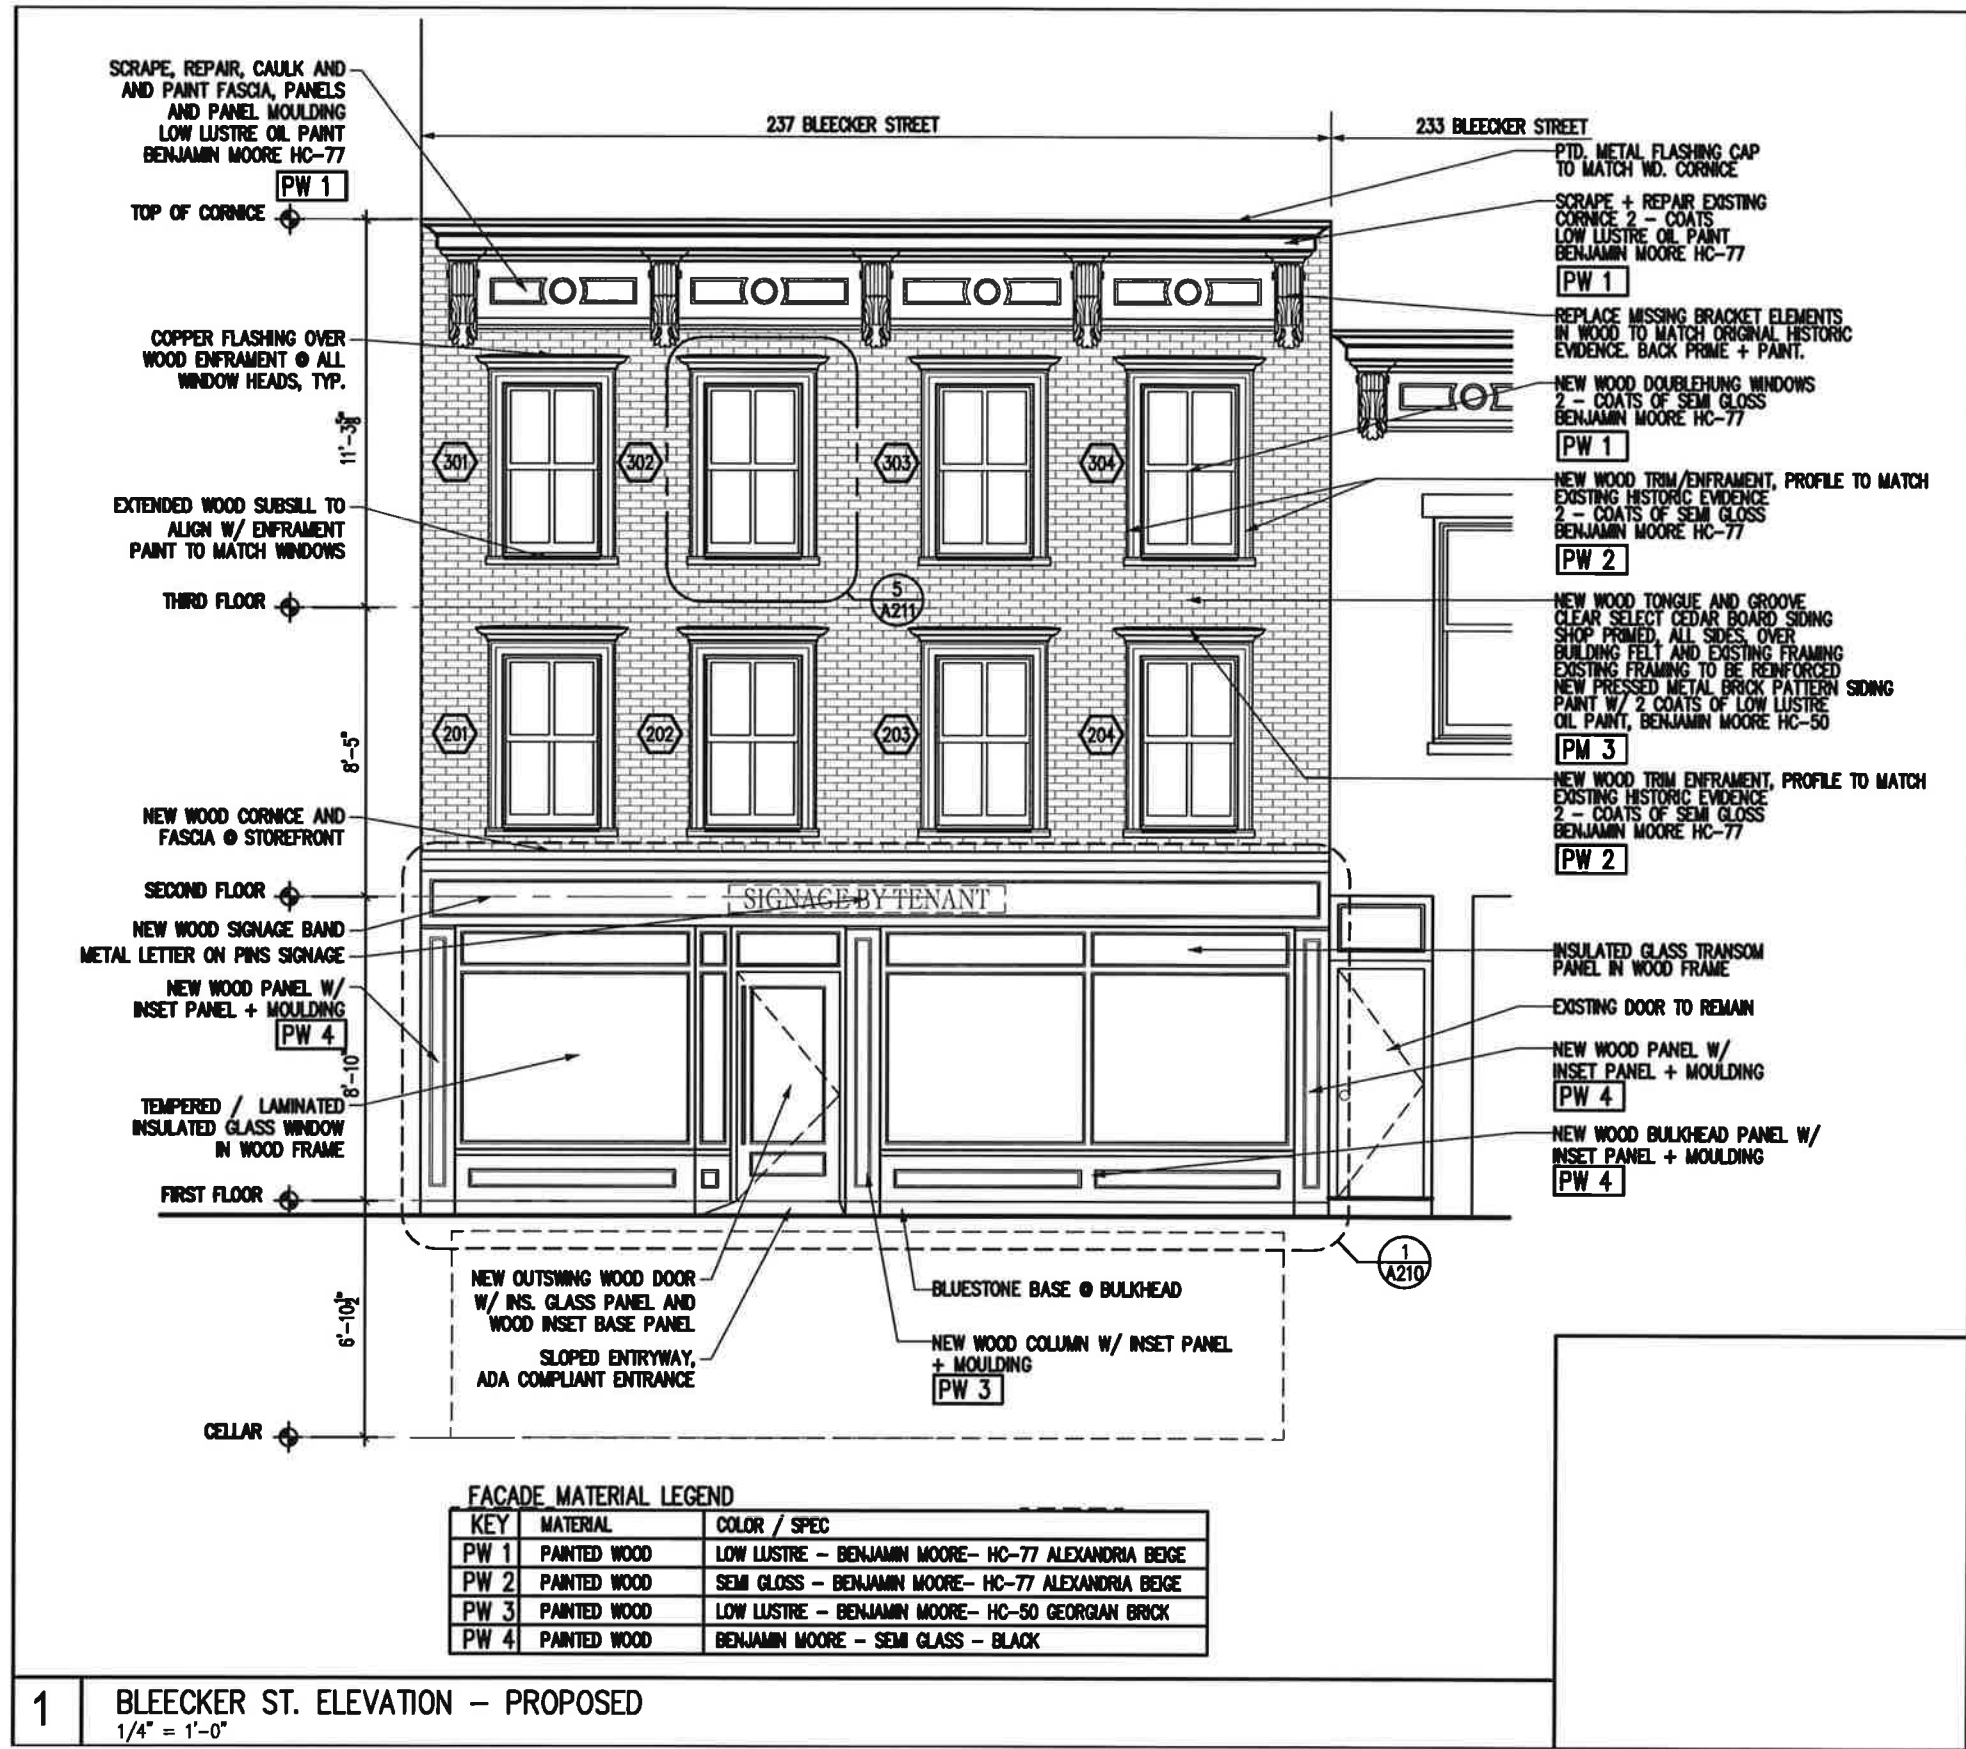 SCRAPE, REPAIR, CAULK AND
AND PAINT FASCIA, PANELS
AND PANEL MOULDING
LOW LUSTRE OIL PAINT
BENJAMIN MOORE HC-77
PW 1
TOP OF CORNICE
COPPER FLASHING OVER
WOOD ENFRAMENT @ ALL
WINDOW HEADS, TYP.
11'-3⅝"
EXTENDED WOOD SUBSILL TO
ALIGN W/ ENFRAMENT
PAINT TO MATCH WINDOWS
THIRD FLOOR
8'-5"
NEW WOOD CORNICE AND
FASCIA @ STOREFRONT
SECOND FLOOR
NEW WOOD SIGNAGE BAND
METAL LETTER ON PINS SIGNAGE
NEW WOOD PANEL W/
INSET PANEL + MOULDING
PW 4
8'-10"
TEMPERED / LAMINATED
INSULATED GLASS WINDOW
IN WOOD FRAME
FIRST FLOOR
6'-10½"
CELLAR
237 BLEECKER STREET
233 BLEECKER STREET
301
302
303
304
5
A211
201
202
203
204
SIGNAGE BY TENANT
1
A210
NEW OUTSWING WOOD DOOR
W/ INS. GLASS PANEL AND
WOOD INSET BASE PANEL
SLOPED ENTRYWAY,
ADA COMPLIANT ENTRANCE
BLUESTONE BASE @ BULKHEAD
NEW WOOD COLUMN W/ INSET PANEL
+ MOULDING
PW 3
PTD. METAL FLASHING CAP
TO MATCH WD. CORNICE
SCRAPE + REPAIR EXISTING
CORNICE 2 - COATS
LOW LUSTRE OIL PAINT
BENJAMIN MOORE HC-77
PW 1
REPLACE MISSING BRACKET ELEMENTS
IN WOOD TO MATCH ORIGINAL HISTORIC
EVIDENCE. BACK PRIME + PAINT.
NEW WOOD DOUBLEHUNG WINDOWS
2 - COATS OF SEMI GLOSS
BENJAMIN MOORE HC-77
PW 1
NEW WOOD TRIM/ENFRAMENT, PROFILE TO MATCH
EXISTING HISTORIC EVIDENCE
2 - COATS OF SEMI GLOSS
BENJAMIN MOORE HC-77
PW 2
NEW WOOD TONGUE AND GROOVE
CLEAR SELECT CEDAR BOARD SIDING
SHOP PRIMED, ALL SIDES, OVER
BUILDING FELT AND EXISTING FRAMING
EXISTING FRAMING TO BE REINFORCED
NEW PRESSED METAL BRICK PATTERN SIDING
PAINT W/ 2 COATS OF LOW LUSTRE
OIL PAINT, BENJAMIN MOORE HC-50
PM 3
NEW WOOD TRIM ENFRAMENT, PROFILE TO MATCH
EXISTING HISTORIC EVIDENCE
2 - COATS OF SEMI GLOSS
BENJAMIN MOORE HC-77
PW 2
INSULATED GLASS TRANSOM
PANEL IN WOOD FRAME
EXISTING DOOR TO REMAIN
NEW WOOD PANEL W/
INSET PANEL + MOULDING
PW 4
NEW WOOD BULKHEAD PANEL W/
INSET PANEL + MOULDING
PW 4
FACADE MATERIAL LEGEND
KEY MATERIAL COLOR / SPEC
PW 1 PAINTED WOOD LOW LUSTRE - BENJAMIN MOORE- HC-77 ALEXANDRIA BEIGE
PW 2 PAINTED WOOD SEMI GLOSS - BENJAMIN MOORE- HC-77 ALEXANDRIA BEIGE
PW 3 PAINTED WOOD LOW LUSTRE - BENJAMIN MOORE- HC-50 GEORGIAN BRICK
PW 4 PAINTED WOOD BENJAMIN MOORE - SEMI GLASS - BLACK
1 BLEECKER ST. ELEVATION - PROPOSED
1/4" = 1'-0"